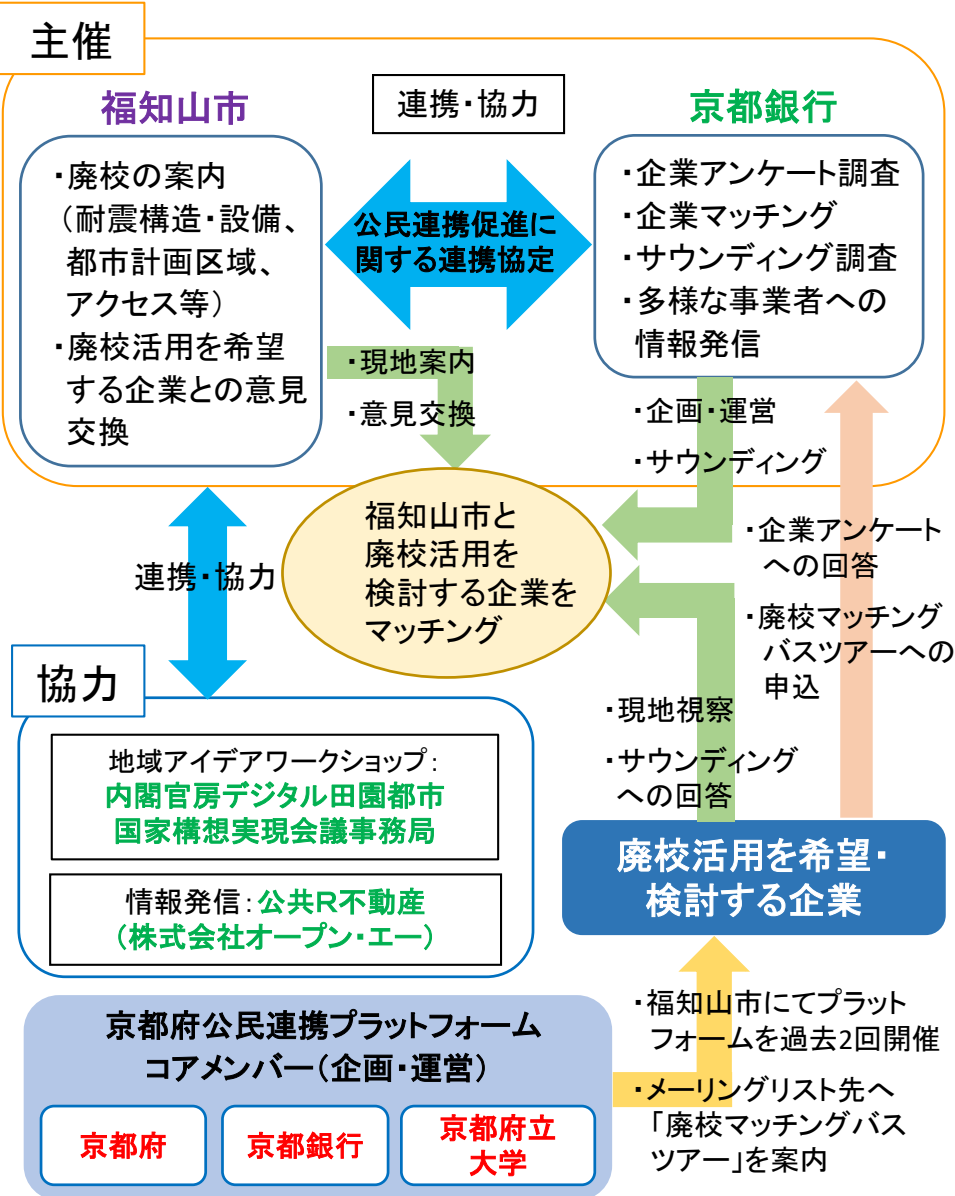 主催
福知山市
・廃校の案内
（耐震構造・設備、
都市計画区域、
アクセス等）
・廃校活用を希望
する企業との意見
交換
連携・協力
公民連携促進に
関する連携協定
京都銀行
・企業アンケート調査
・企業マッチング
・サウンディング調査
・多様な事業者への
情報発信
・現地案内
・意見交換
・企画・運営
・サウンディング
福知山市と
廃校活用を
検討する企業を
マッチング
・企業アンケート
への回答
・廃校マッチング
バスツアーへの
申込
連携・協力
・現地視察
・サウンディング
への回答
協力
地域アイデアワークショップ：
内閣官房デジタル田園都市
国家構想実現会議事務局
情報発信：公共Ｒ不動産
（株式会社オープン・エー）
廃校活用を希望・
検討する企業
京都府公民連携プラットフォーム
コアメンバー（企画・運営）
京都府
京都銀行
京都府立
大学
・福知山市にてプラット
フォームを過去2回開催
・メーリングリスト先へ
「廃校マッチングバス
ツアー」を案内